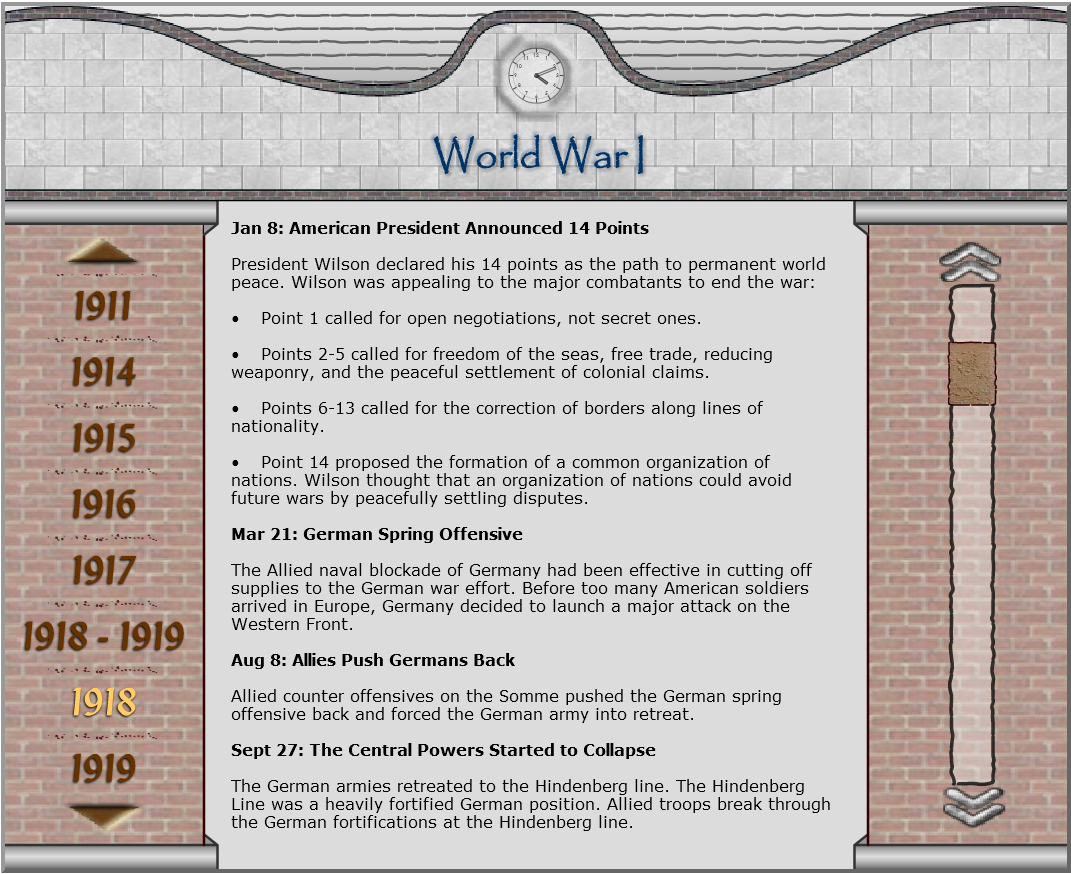 World War I
1911
1914
1915
1916
1917
1918 - 1919
1918
1919
Jan 8: American President Announced 14 Points
President Wilson declared his 14 points as the path to permanent world
peace. Wilson was appealing to the major combatants to end the war:
• Point 1 called for open negotiations, not secret ones.
• Points 2-5 called for freedom of the seas, free trade, reducing
weaponry, and the peaceful settlement of colonial claims.
• Points 6-13 called for the correction of borders along lines of
nationality.
• Point 14 proposed the formation of a common organization of
nations. Wilson thought that an organization of nations could avoid
future wars by peacefully settling disputes.
Mar 21: German Spring Offensive
The Allied naval blockade of Germany had been effective in cutting off
supplies to the German war effort. Before too many American soldiers
arrived in Europe, Germany decided to launch a major attack on the
Western Front.
Aug 8: Allies Push Germans Back
Allied counter offensives on the Somme pushed the German spring
offensive back and forced the German army into retreat.
Sept 27: The Central Powers Started to Collapse
The German armies retreated to the Hindenberg line. The Hindenberg
Line was a heavily fortified German position. Allied troops break through
the German fortifications at the Hindenberg line.